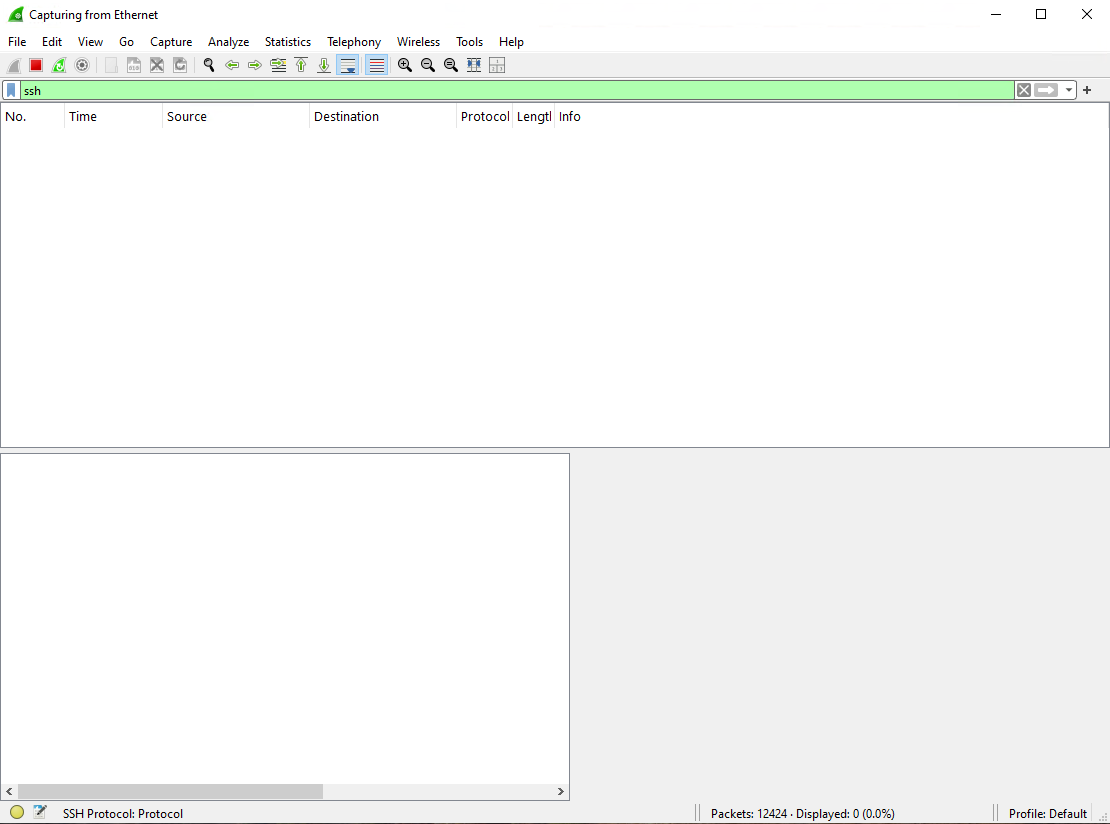 Capturing from Ethernet
File Edit View Go Capture Analyze Statistics Telephony Wireless Tools Help
ssh
No. Time Source Destination Protocol Lengtl Info
SSH Protocol: Protocol Packets: 12424 · Displayed: 0 (0.0%) Profile: Default